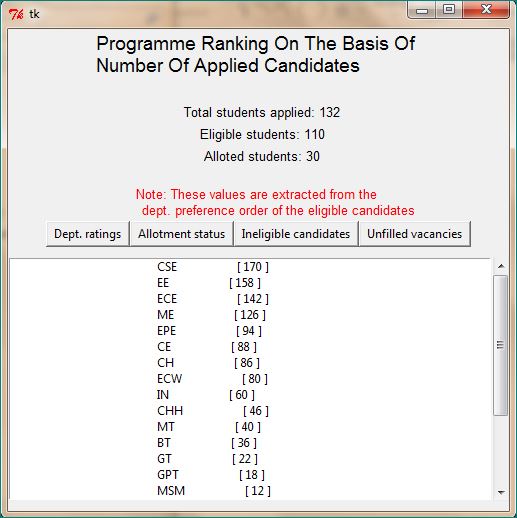 tk
Programme Ranking On The Basis Of
Number Of Applied Candidates
Total students applied: 132
Eligible students: 110
Alloted students: 30
Note: These values are extracted from the
dept. preference order of the eligible candidates
Dept. ratings Allotment status Ineligible candidates Unfilled vacancies
CSE [ 170 ]
EE [ 158 ]
ECE [ 142 ]
ME [ 126 ]
EPE [ 94 ]
CE [ 88 ]
CH [ 86 ]
ECW [ 80 ]
IN [ 60 ]
CHH [ 46 ]
MT [ 40 ]
BT [ 36 ]
GT [ 22 ]
GPT [ 18 ]
MSM [ 12 ]